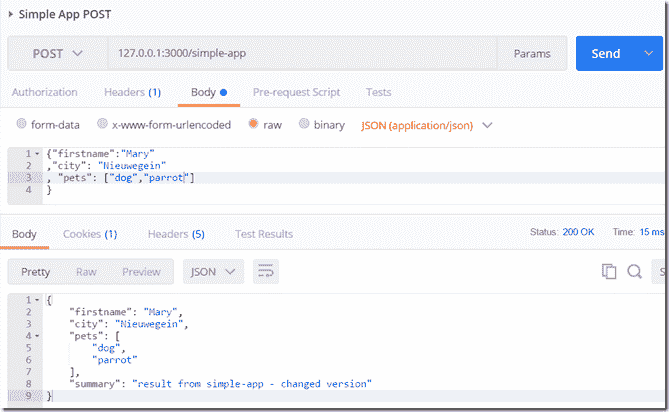 Simple App POST
POST 127.0.0.1:3000/simple-app Params Send
Authorization Headers (1) Body Pre-request Script Tests
form-data x-www-form-urlencoded raw binary JSON (application/json)
1 {"firstname":"Mary"
2 ,"city": "Nieuwegein"
3 , "pets": ["dog","parrot"]
4 }
Body Cookies (1) Headers (5) Test Results Status: 200 OK Time: 15 ms
Pretty Raw Preview JSON S
1 {
2 "firstname": "Mary",
3 "city": "Nieuwegein",
4 "pets": [
5 "dog",
6 "parrot"
7 ],
8 "summary": "result from simple-app - changed version"
9 }